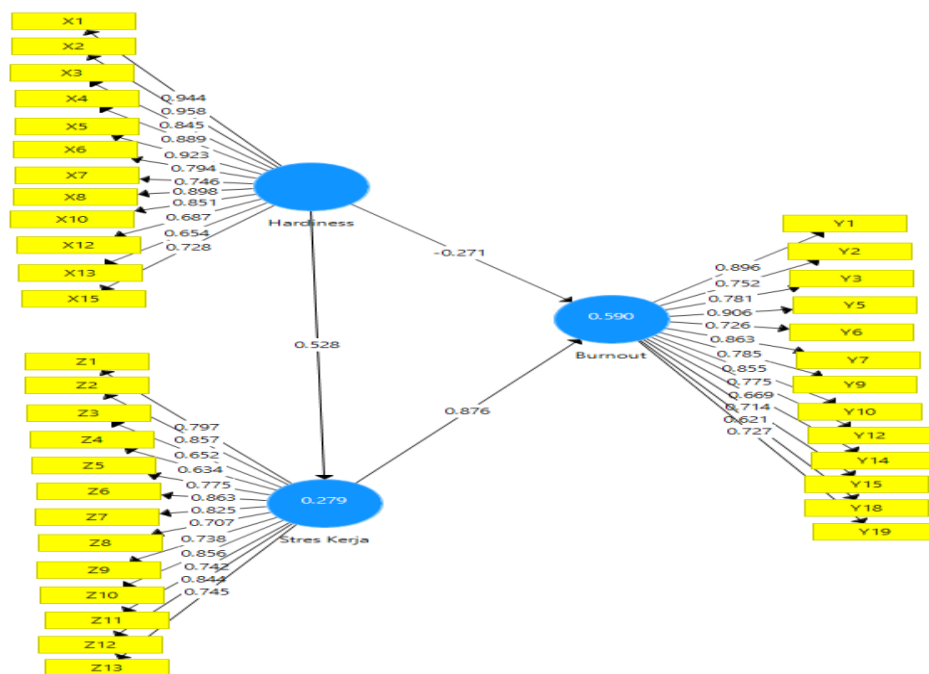 X1
X2
X3
X4
X5
X6
X7
X8
X10
X12
X13
X15
0.944
0.958
0.845
0.889
0.923
0.794
0.746
0.898
0.851
0.687
0.654
0.728
Hardiness
-0.271
0.528
0.876
Z1
Z2
Z3
Z4
Z5
Z6
Z7
Z8
Z9
Z10
Z11
Z12
Z13
0.797
0.857
0.652
0.634
0.775
0.863
0.825
0.707
0.738
0.856
0.742
0.844
0.745
0.279
Stres Kerja
0.590
Burnout
0.896
0.752
0.781
0.906
0.726
0.863
0.785
0.855
0.775
0.669
0.714
0.621
0.727
Y1
Y2
Y3
Y5
Y6
Y7
Y9
Y10
Y12
Y14
Y15
Y18
Y19